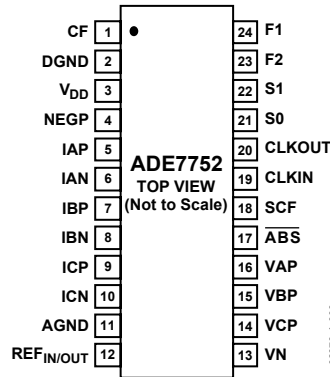 CF 1 24 F1
DGND 2 23 F2
VDD 3 22 S1
NEGP 4 21 S0
IAP 5 20 CLKOUT
IAN 6 19 CLKIN
IBP 7 18 SCF
IBN 8 17 ABS
ICP 9 16 VAP
ICN 10 15 VBP
AGND 11 14 VCP
REFIN/OUT 12 13 VN
ADE7752
TOP VIEW
(Not to Scale)